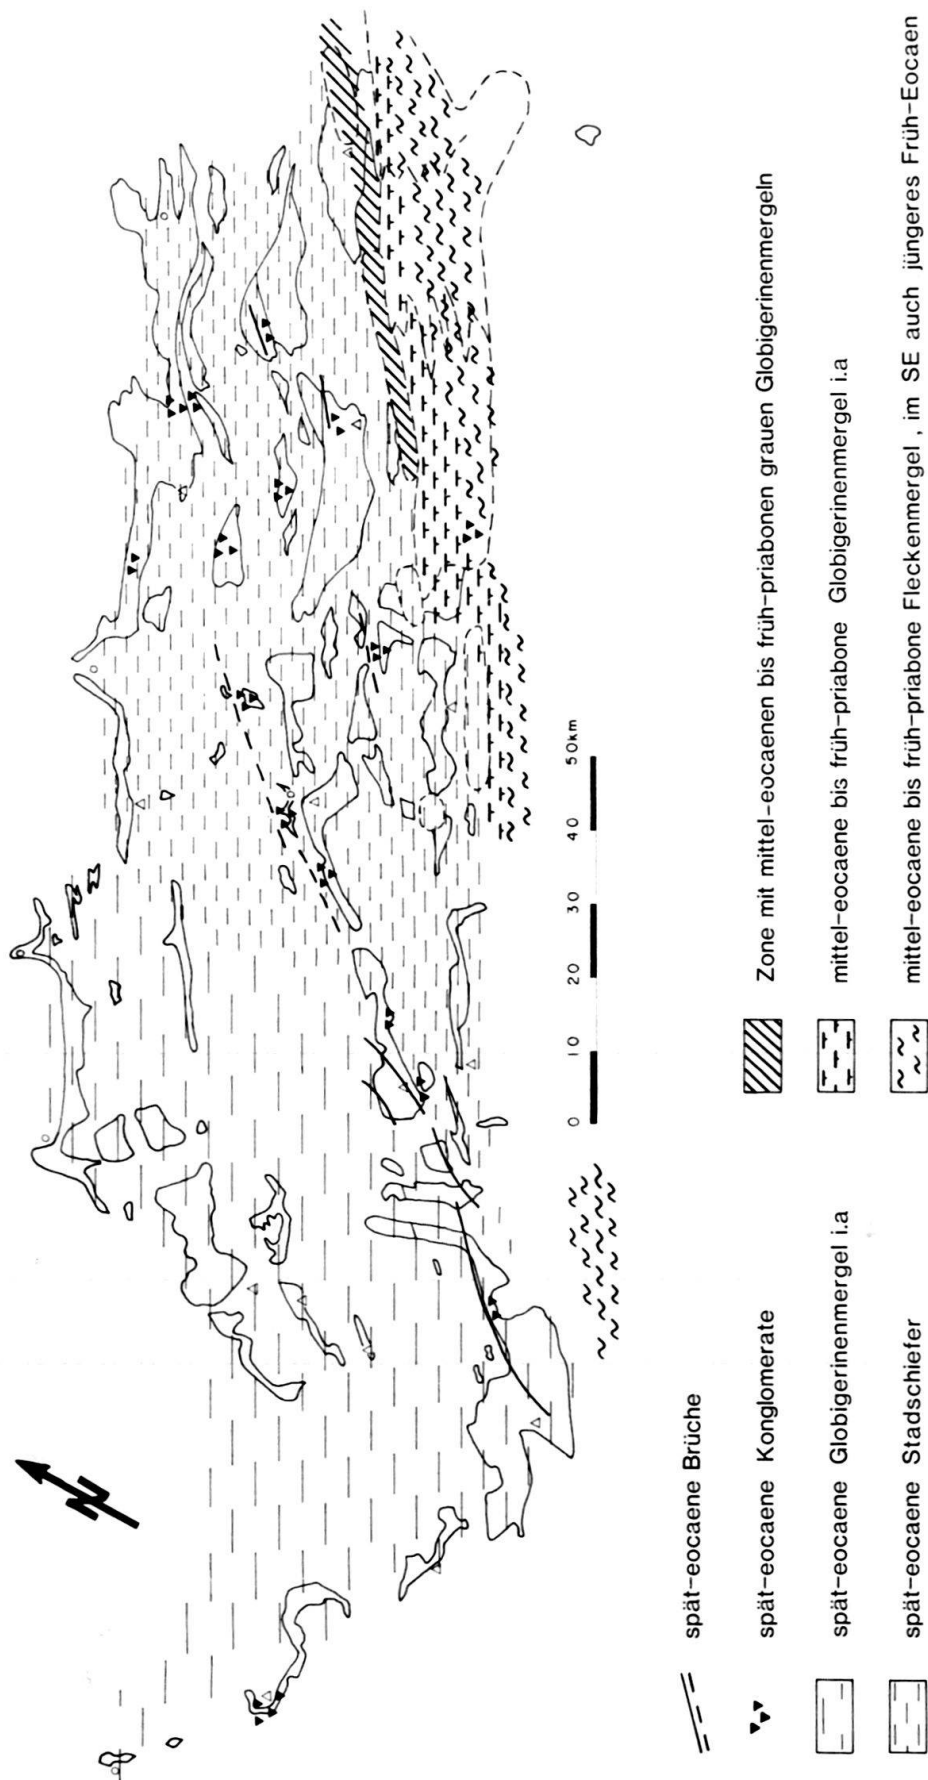 N
0 10 20 30 40 50km
spät-eocaene Brüche
spät-eocaene Konglomerate
spät-eocaene Globigerinenmergel i.a
spät-eocaene Stadschiefer
Zone mit mittel-eocaenen bis früh-priabonen grauen Globigerinenmergeln
mittel-eocaene bis früh-priabone Globigerinenmergel i.a
mittel-eocaene bis früh-priabone Fleckenmergel, im SE auch jüngeres Früh-Eocaen